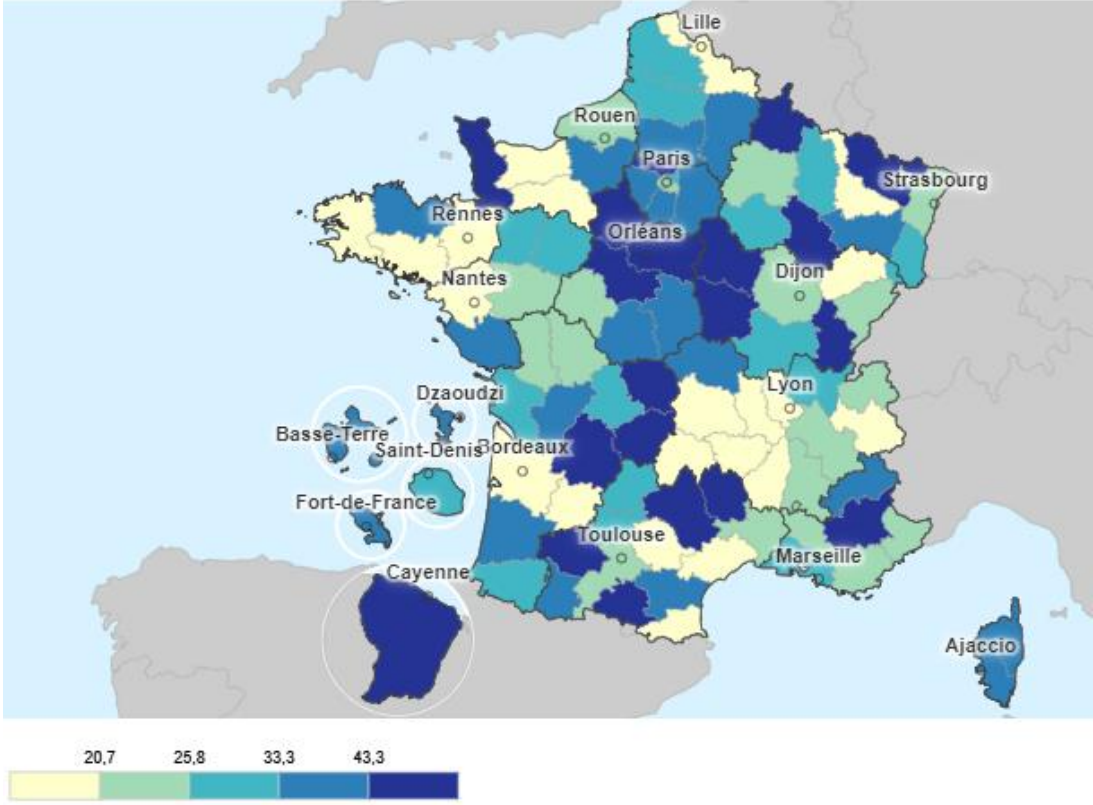 Lille
Rouen
Paris
Strasbourg
Rennes
Orléans
Nantes
Dijon
Dzaoudzi
Lyon
Basse-Terre
Saint-Denis
Bordeaux
Fort-de-France
Toulouse
Marseille
Cayenne
Ajaccio
20,7 25,8 33,3 43,3